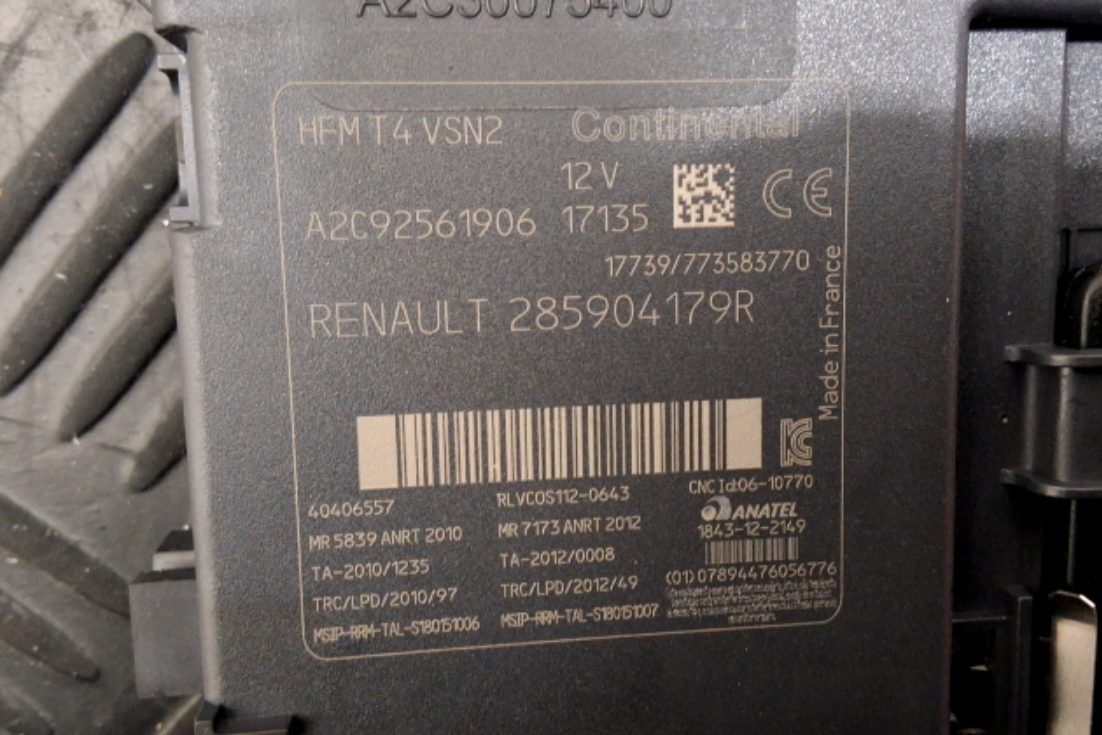 A2C30075400
HFM T4 VSN2 Continental
12 V
A2C92561906 17135
CE
17739/773583770
RENAULT 285904179R
Made in France
40406557 RLVCOS112-0643 CNC Id:06-10770
MR 5839 ANRT 2010 MR 7173 ANRT 2012 ANATEL
1843-12-2149
TA-2010/1235 TA-2012/0008
(01)07894476056776
TRC/LPD/2010/97 TRC/LPD/2012/49
MSIP-RRM-TAL-S180151006 MSIP-RRM-TAL-S180151007